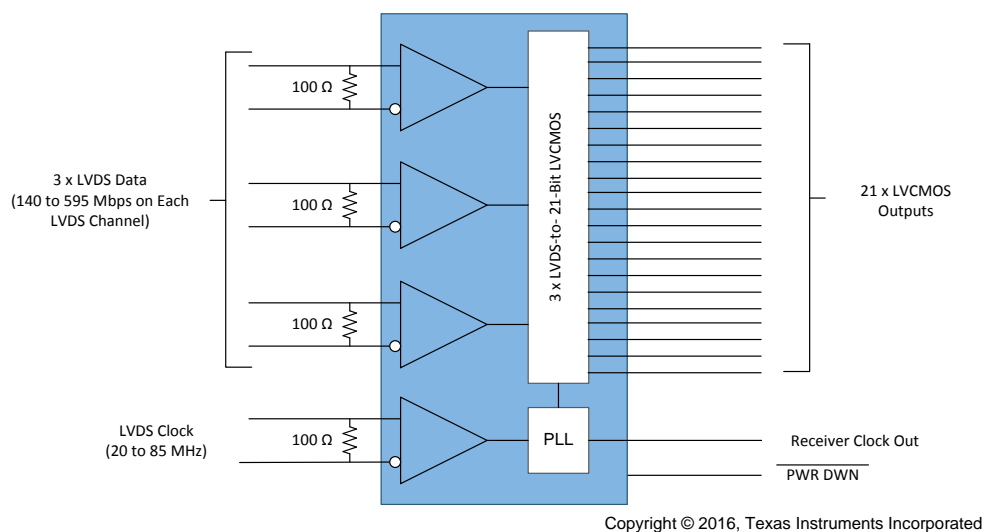 100 Ω
3 x LVDS Data
(140 to 595 Mbps on Each
LVDS Channel)
100 Ω
100 Ω
3 x LVDS-to- 21-Bit LVCMOS
21 x LVCMOS
Outputs
LVDS Clock
(20 to 85 MHz)
100 Ω
PLL
Receiver Clock Out
PWR DWN
Copyright © 2016, Texas Instruments Incorporated